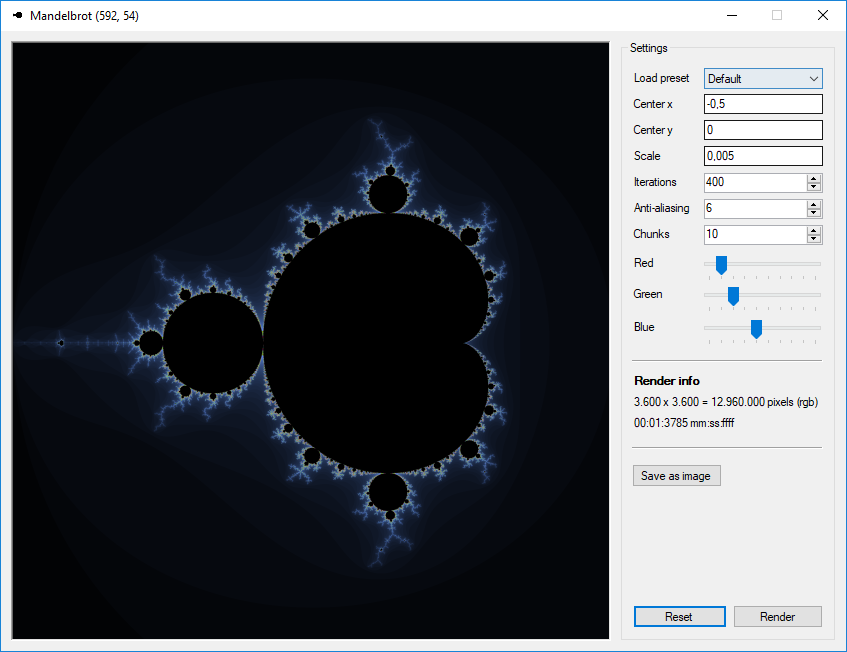 Mandelbrot (592, 54)
Settings
Load preset Default
Center x -0,5
Center y 0
Scale 0,005
Iterations 400
Anti-aliasing 6
Chunks 10
Red
Green
Blue
Render info
3.600 x 3.600 = 12.960.000 pixels (rgb)
00:01:3785 mm:ss:ffff
Save as image
Reset Render